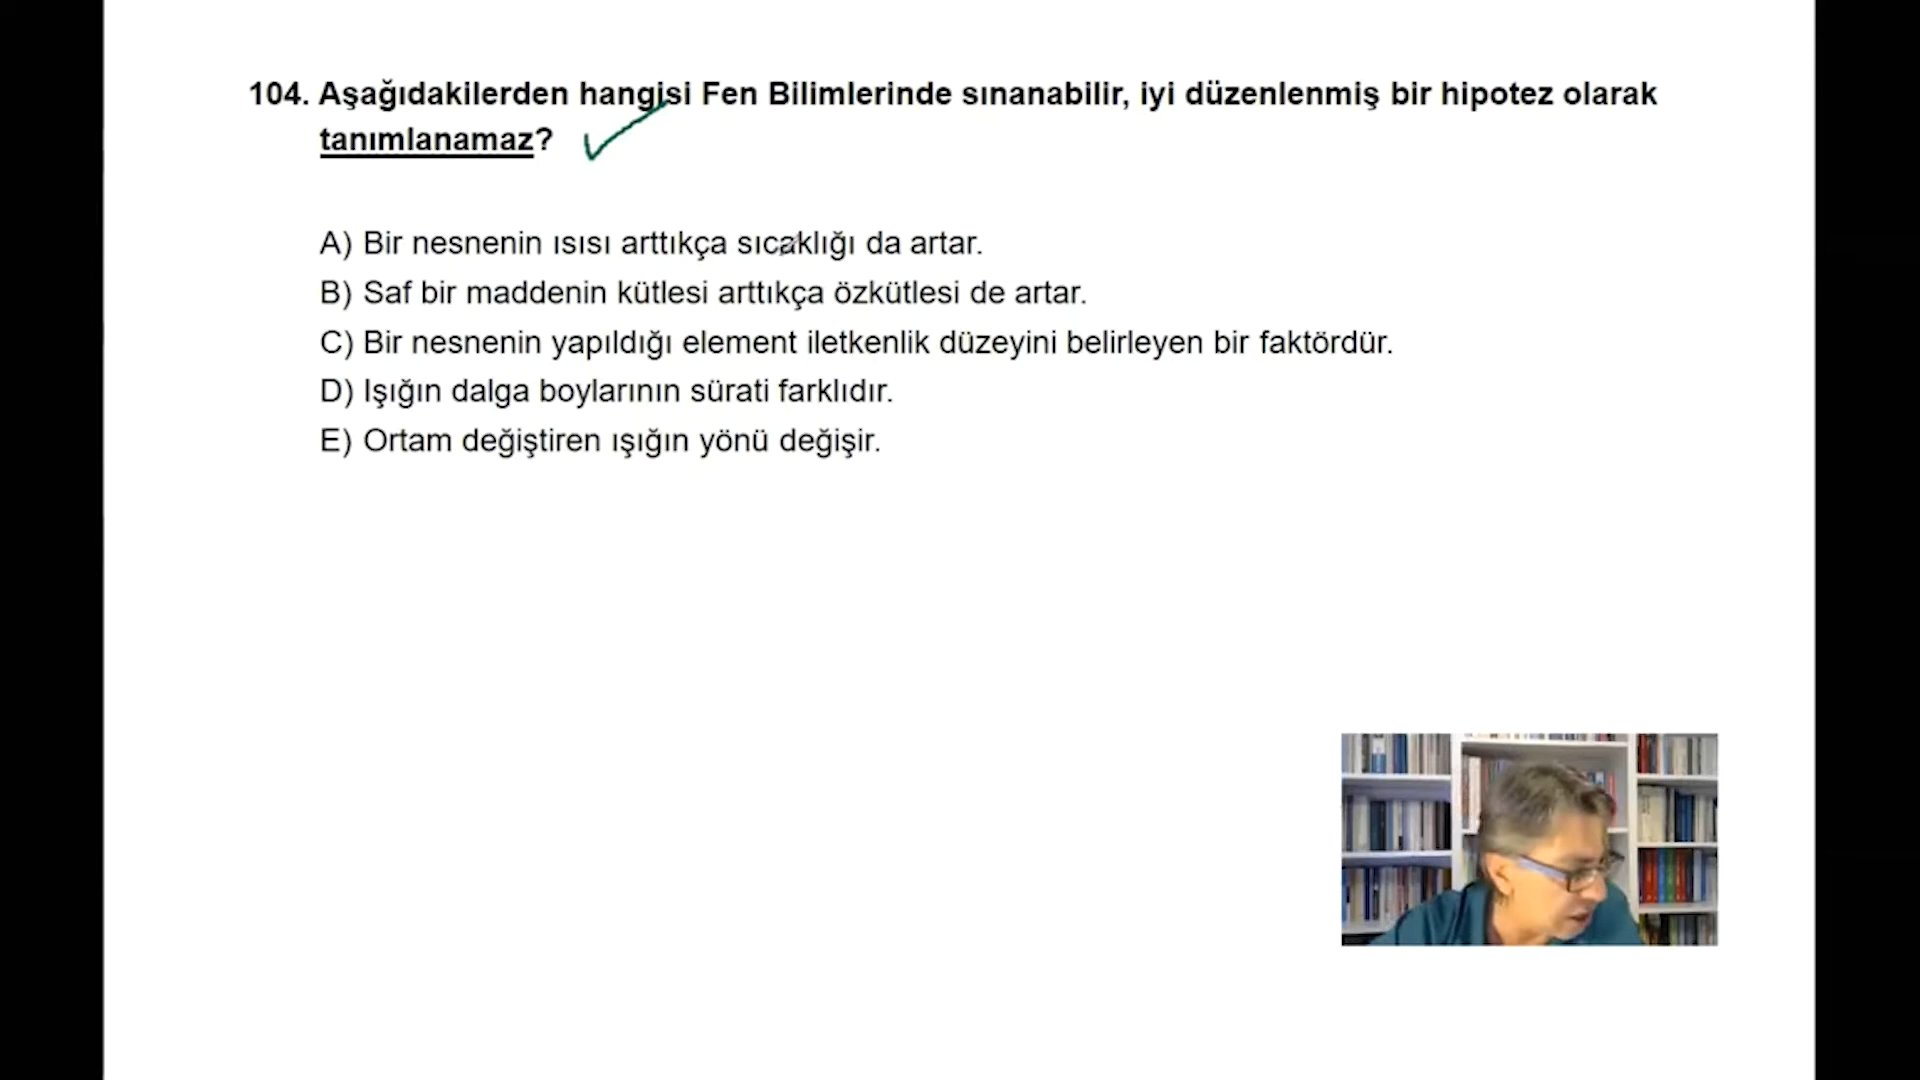 104. Aşağıdakilerden hangisi Fen Bilimlerinde sınanabilir, iyi düzenlenmiş bir hipotez olarak
tanımlanamaz?
A) Bir nesnenin ısısı arttıkça sıcaklığı da artar.
B) Saf bir maddenin kütlesi arttıkça özkütlesi de artar.
C) Bir nesnenin yapıldığı element iletkenlik düzeyini belirleyen bir faktördür.
D) Işığın dalga boylarının sürati farklıdır.
E) Ortam değiştiren ışığın yönü değişir.